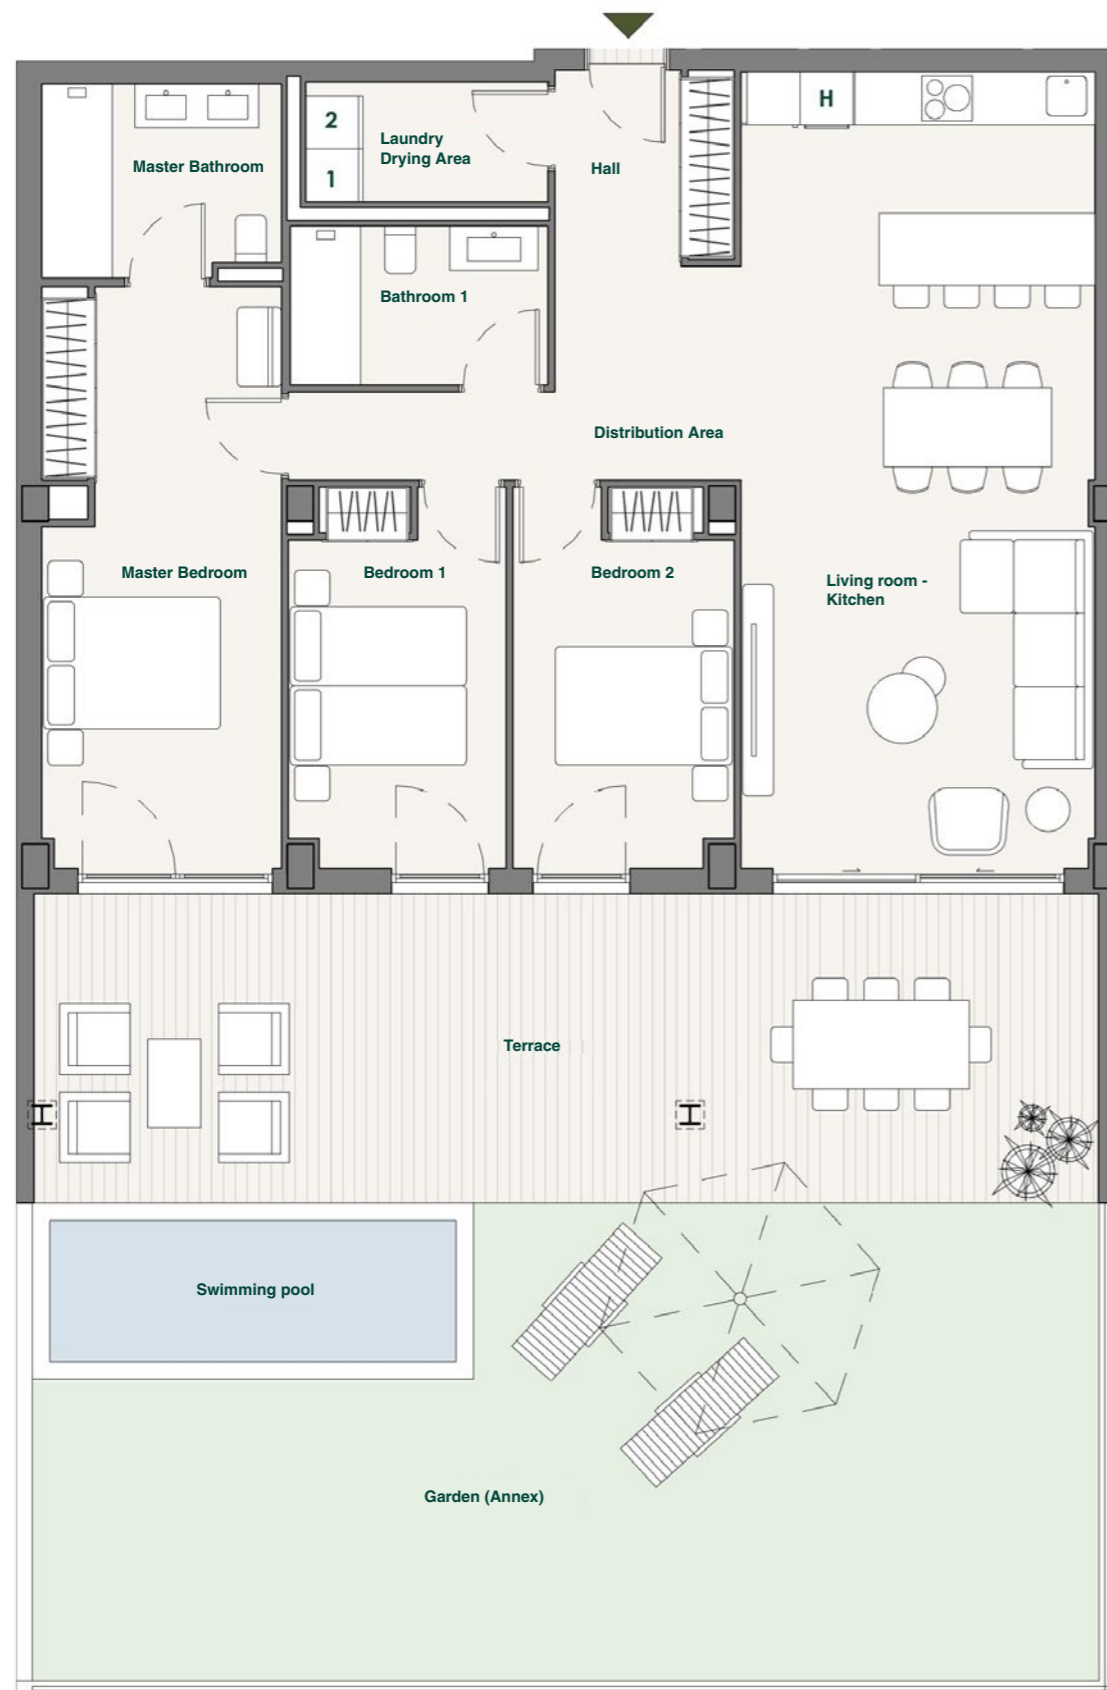 2
Laundry
Drying Area
H
Master Bathroom
Hall
1
Bathroom 1
Distribution Area
Master Bedroom
Bedroom 1
Bedroom 2
Living room -
Kitchen
Terrace
Swimming pool
Garden (Annex)